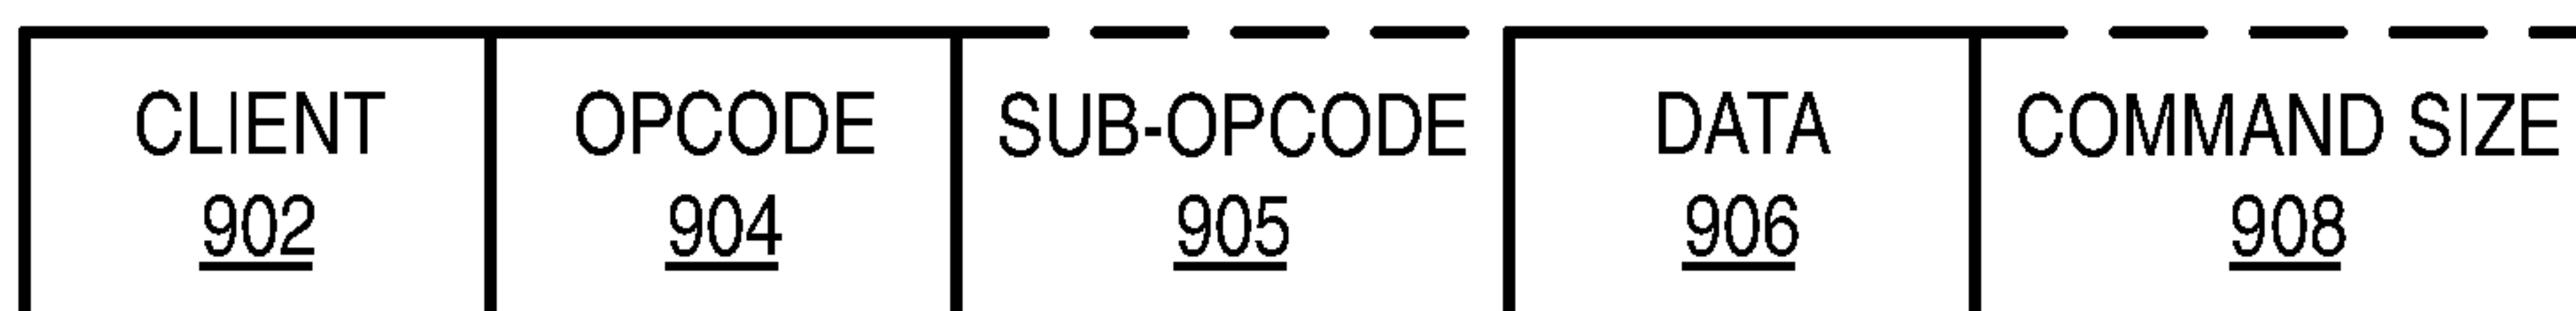 CLIENT OPCODE SUB-OPCODE DATA COMMAND SIZE
902 904 905 906 908